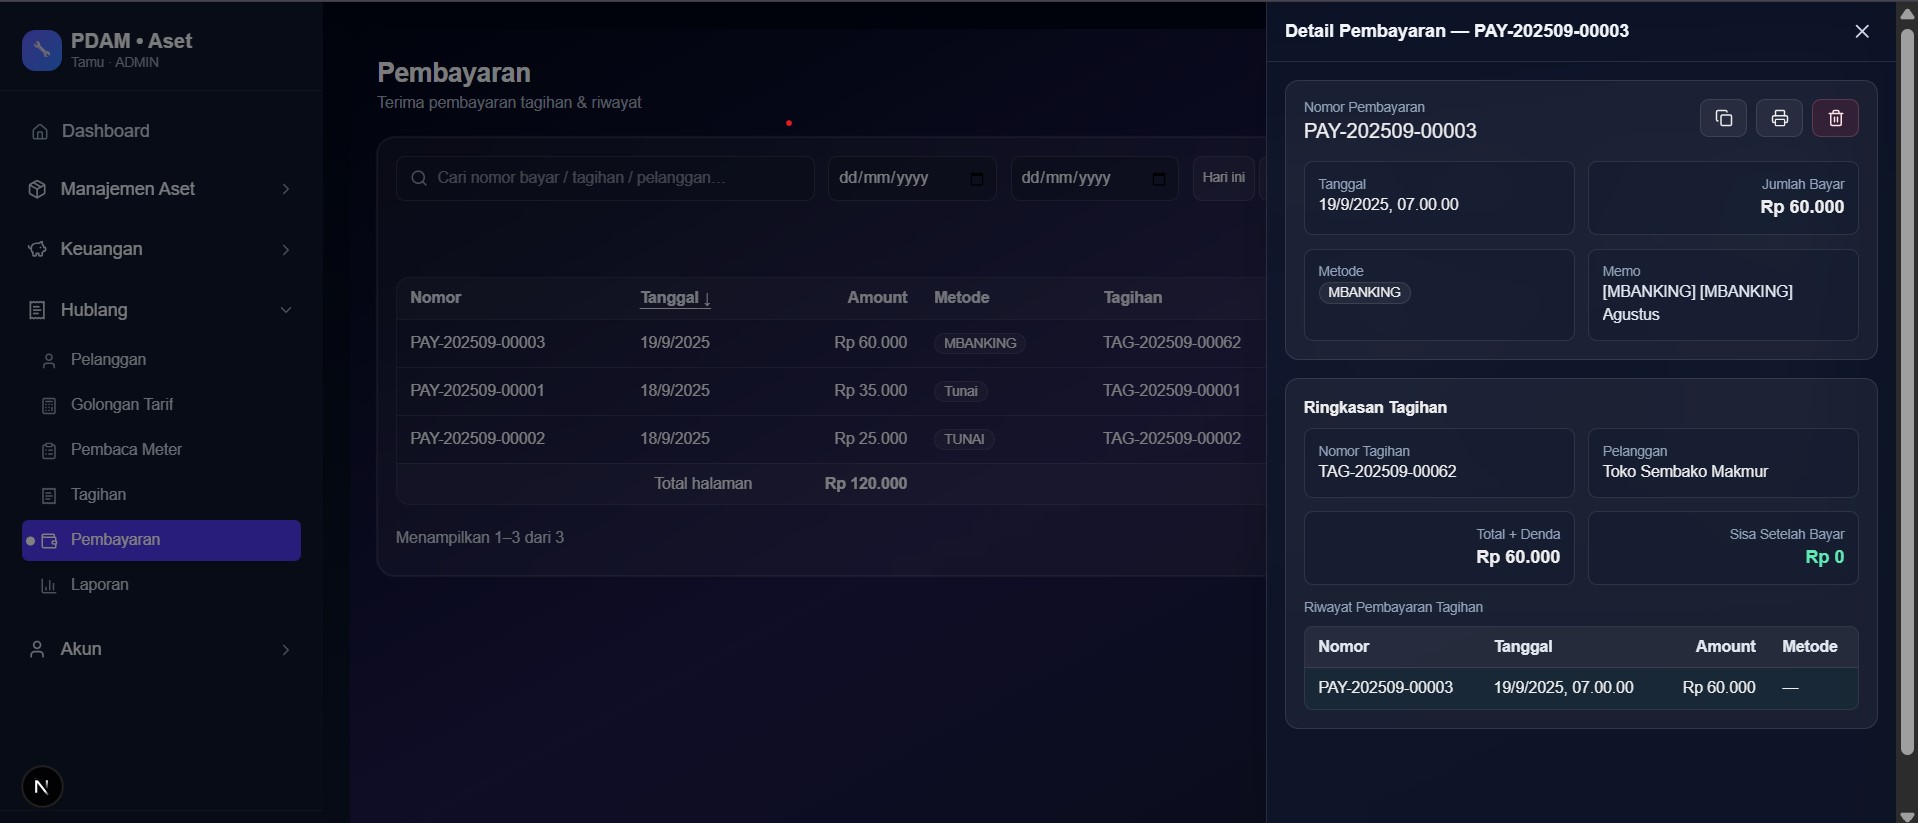 PDAM • Aset
Tamu · ADMIN
Dashboard
Manajemen Aset
Keuangan
Hublang
Pelanggan
Golongan Tarif
Pembaca Meter
Tagihan
Pembayaran
Laporan
Akun
N
Pembayaran
Terima pembayaran tagihan & riwayat
Cari nomor bayar / tagihan / pelanggan... dd/mm/yyyy dd/mm/yyyy Hari ini
Nomor Tanggal ↓ Amount Metode Tagihan
PAY-202509-00003 19/9/2025 Rp 60.000 MBANKING TAG-202509-00062
PAY-202509-00001 18/9/2025 Rp 35.000 Tunai TAG-202509-00001
PAY-202509-00002 18/9/2025 Rp 25.000 TUNAI TAG-202509-00002
Total halaman Rp 120.000
Menampilkan 1–3 dari 3
Detail Pembayaran — PAY-202509-00003
Nomor Pembayaran
PAY-202509-00003
Tanggal
19/9/2025, 07.00.00
Jumlah Bayar
Rp 60.000
Metode
MBANKING
Memo
[MBANKING] [MBANKING]
Agustus
Ringkasan Tagihan
Nomor Tagihan
TAG-202509-00062
Pelanggan
Toko Sembako Makmur
Total + Denda
Rp 60.000
Sisa Setelah Bayar
Rp 0
Riwayat Pembayaran Tagihan
Nomor Tanggal Amount Metode
PAY-202509-00003 19/9/2025, 07.00.00 Rp 60.000 —